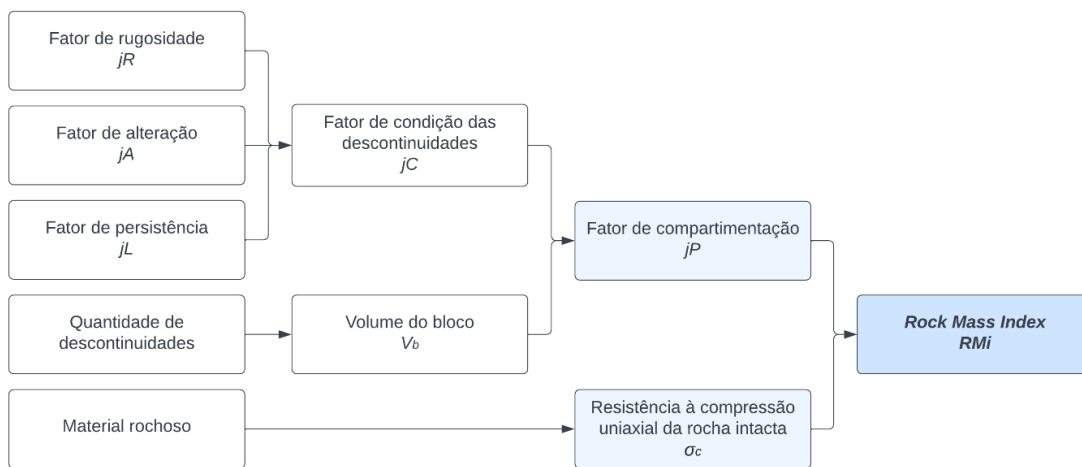 Fator de rugosidade
jR
Fator de alteração
jA
Fator de persistência
jL
Quantidade de
descontinuidades
Material rochoso
Fator de condição das
descontinuidades
jC
Volume do bloco
Vb
Fator de compartimentação
jP
Resistência à compressão
uniaxial da rocha intacta
σc
Rock Mass Index
RMi